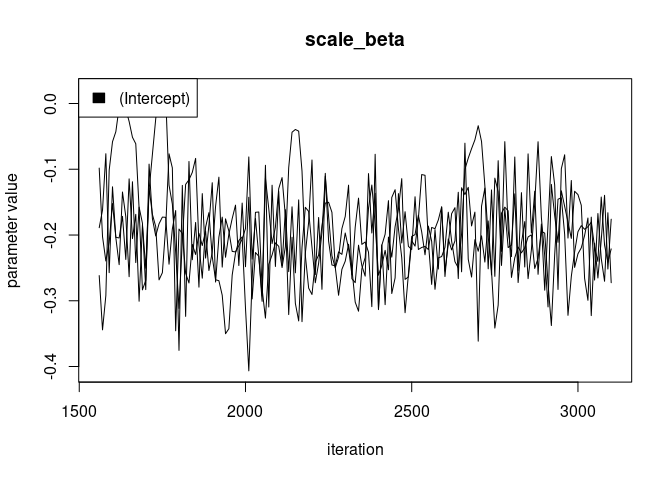 scale_beta
(Intercept)
parameter value
0.0
-0.1
-0.2
-0.3
-0.4
1500 2000 2500 3000
iteration